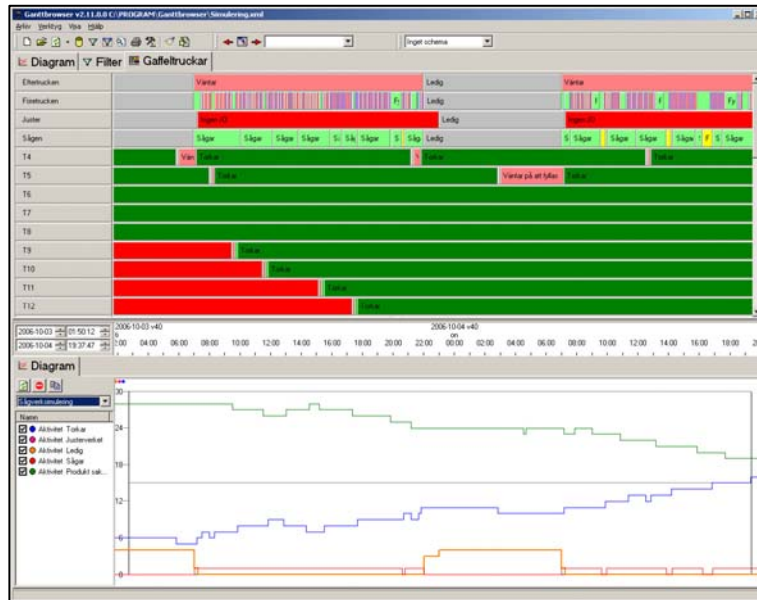 Ganttbrowser v2.11.0.0 C:\PROGRAM\Ganttbrowser\Simulering.xml
Arkiv Verktyg Visa Hjälp
Inget schema
Diagram Filter Gaffeltruckar
Eftertrucken Väntar Ledig Väntar
Ledig
Juster Ingen JO Ledig Ingen JO
Sågen Sågar Sågar Sågar Sågar Sågar Ledig Sågar Sågar Sågar Sågar Sågar
T4 Torkar Torkar Torkar
T5 Torkar Väntar på att fyllas Torkar
T6
T7
T8
T9 Torkar
T10 Torkar
T11 Torkar
T12 Torkar
2006-10-03 01:50:12 2006-10-03 v40 2006-10-04 v40
2006-10-04 19:37:47 on
2:00 04:00 06:00 08:00 10:00 12:00 14:00 16:00 18:00 20:00 22:00 00:00 02:00 04:00 06:00 08:00 10:00 12:00 14:00 16:00 18:00
Diagram
Sågverksimulering
Namn
Aktivitet Torkar
Aktivitet Justerverket
Aktivitet Ledig
Aktivitet Sågar
Aktivitet Produkt sak...
30
24
18
12
6
0